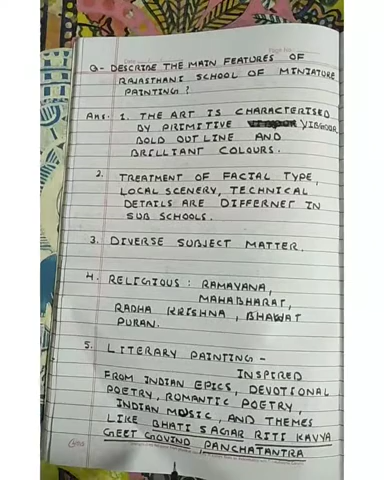 Q- DESCRIBE THE MAIN FEATURES OF
RAJASTHANI SCHOOL OF MINIATURE
PAINTING?
Ans: 1. THE ART IS CHARACTERISED
BY PRIMITIVE VIBGOOR
BOLD OUT LINE AND
BRILLIANT COLOURS.
2. TREATMENT OF FACIAL TYPE,
LOCAL SCENERY, TECHNICAL
DETAILS ARE DIFFERNET IN
SUB SCHOOLS.
3. DIVERSE SUBJECT MATTER.
4. RELIGIOUS: RAMAYANA,
MAHABHARAT,
RADHA KRISHNA, BHAWAT
PURAN.
5. LITERARY PAINTING-
INSPIRED
FROM INDIAN EPICS, DEVOTIONAL
POETRY, ROMANTIC POETRY,
INDIAN MUSIC, AND THEMES
LIKE BHATI SAGAR RITI KAVYA
GEET GOVIND PANCHATANTRA